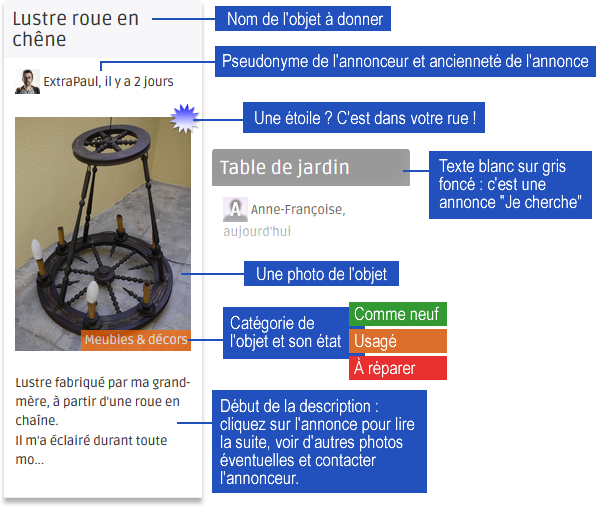 Lustre roue en
chêne
Nom de l'objet à donner
ExtraPaul, il y a 2 jours
Pseudonyme de l'annonceur et ancienneté de l'annonce
Une étoile ? C'est dans votre rue !
Table de jardin
Texte blanc sur gris
foncé : c'est une
annonce "Je cherche"
A Anne-Françoise,
aujourd'hui
Une photo de l'objet
Meubles & décors
Catégorie de
l'objet et son état
Comme neuf
Usagé
À réparer
Lustre fabriqué par ma grand-
mère, à partir d'une roue en
chaîne.
Il m'a éclairé durant toute
mo...
Début de la description :
cliquez sur l'annonce pour lire
la suite, voir d'autres photos
éventuelles et contacter
l'annonceur.